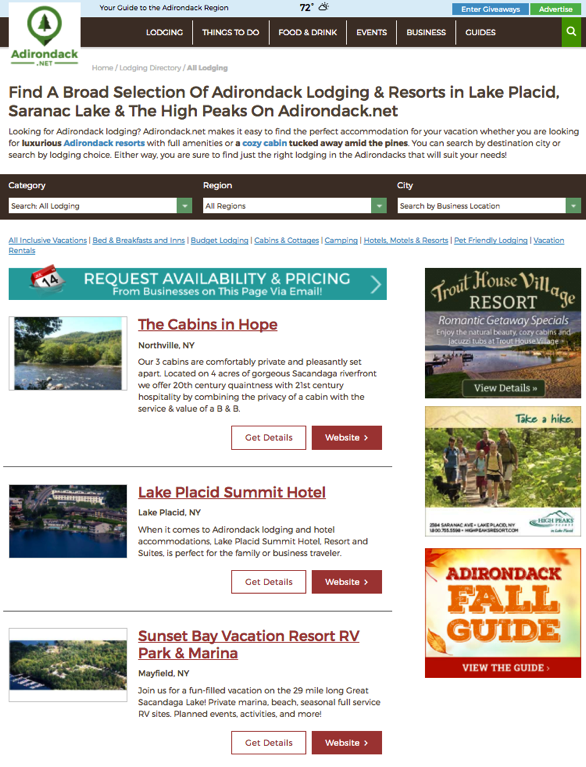 Your Guide to the Adirondack Region
72°
Enter Giveaways
Advertise
Adirondack
.NET
LODGING
THINGS TO DO
FOOD & DRINK
EVENTS
BUSINESS
GUIDES
Home / Lodging Directory / All Lodging
Find A Broad Selection Of Adirondack Lodging & Resorts in Lake Placid,
Saranac Lake & The High Peaks On Adirondack.net
Looking for Adirondack lodging? Adirondack.net makes it easy to find the perfect accommodation for your vacation whether you are looking
for luxurious Adirondack resorts with full amenities or a cozy cabin tucked away amid the pines. You can search by destination city or
search by lodging choice. Either way, you are sure to find just the right lodging in the Adirondacks that will suit your needs!
Category
Region
City
Search: All Lodging
All Regions
Search by Business Location
All Inclusive Vacations | Bed & Breakfasts and Inns | Budget Lodging | Cabins & Cottages | Camping | Hotels, Motels & Resorts | Pet Friendly Lodging | Vacation
Rentals
14
REQUEST AVAILABILITY & PRICING
From Businesses on This Page Via Email!
The Cabins in Hope
Northville, NY
Our 3 cabins are comfortably private and pleasantly set
apart. Located on 4 acres of gorgeous Sacandaga riverfront
we offer 20th century quaintness with 21st century
hospitality by combining the privacy of a cabin with the
service & value of a B & B.
Get Details
Website >
Lake Placid Summit Hotel
Lake Placid, NY
When it comes to Adirondack lodging and hotel
accommodations, Lake Placid Summit Hotel, Resort and
Suites, is perfect for the family or business traveler.
Get Details
Website >
Sunset Bay Vacation Resort RV
Park & Marina
Mayfield, NY
Join us for a fun-filled vacation on the 29 mile long Great
Sacandaga Lake! Private marina, beach, seasonal full service
RV sites. Planned events, activities, and more!
Get Details
Website >
Trout House Village
RESORT
Romantic Getaway Specials
Enjoy the natural beauty, cozy cabins and
jacuzzi tubs at Trout House Village »
View Details »
Take a hike.
2384 SARANAC AVE • LAKE PLACID, NY
1.800.755.5598 • HIGHPEAKSRESORT.COM
HIGH PEAKS
in Lake Placid
ADIRONDACK
FALL
GUIDE
VIEW THE GUIDE >